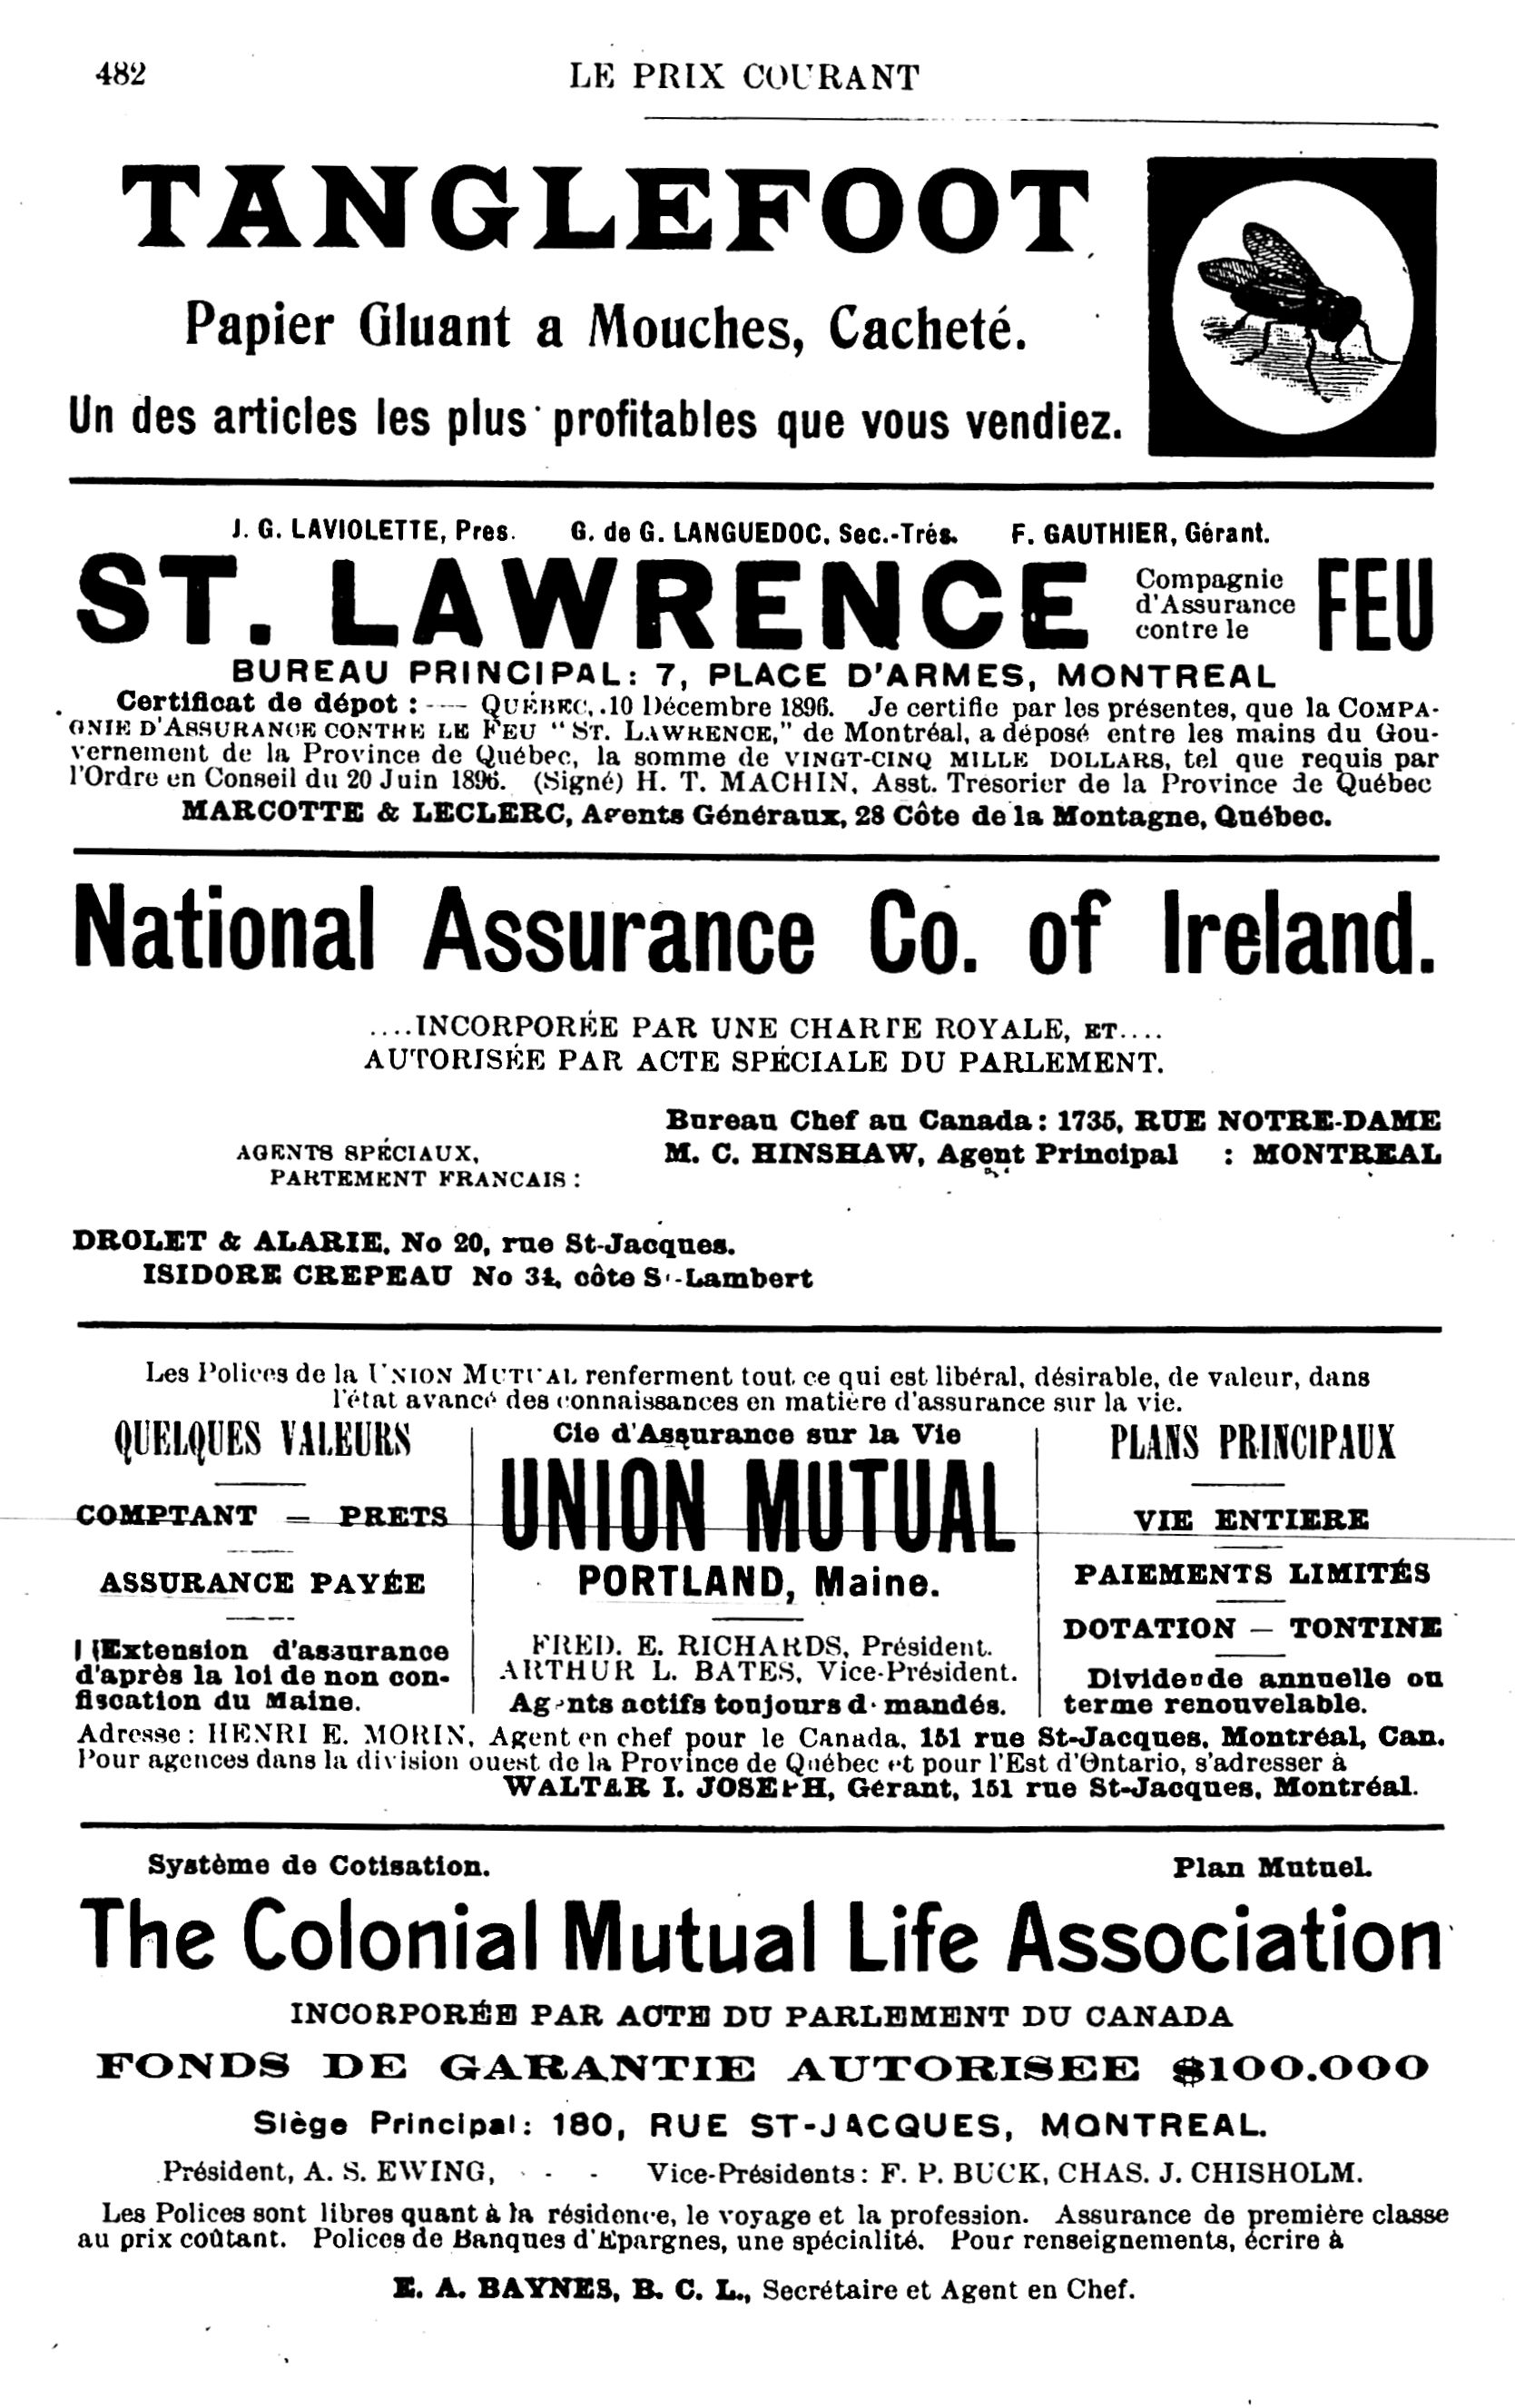 482
LE PRIX COURANT
TANGLEFOOT
Papier Gluant a Mouches, Cacheté.
Un des articles les plus profitables que vous vendiez.
J. G. LAVIOLETTE, Pres. G. de G. LANGUEDOC, Sec.-Trés. F. GAUTHIER, Gérant.
ST. LAWRENCE
Compagnie
d'Assurance
contre le
FEU
BUREAU PRINCIPAL: 7, PLACE D'ARMES, MONTREAL
Certificat de dépot : — QUÉBEC, 10 Décembre 1896. Je certifie par les présentes, que la COMPA-
GNIE D'ASSURANCE CONTRE LE FEU "ST. LAWRENCE," de Montréal, a déposé entre les mains du Gou-
vernement de la Province de Québec, la somme de VINGT-CINQ MILLE DOLLARS, tel que requis par
l'Ordre en Conseil du 20 Juin 1896. (Signé) H. T. MACHIN, Asst. Tresorier de la Province de Québec
MARCOTTE & LECLERC, Agents Généraux, 28 Côte de la Montagne, Québec.
National Assurance Co. of Ireland.
....INCORPORÉE PAR UNE CHARTE ROYALE, ET....
AUTORISÉE PAR ACTE SPÉCIALE DU PARLEMENT.
Bureau Chef au Canada: 1735, RUE NOTRE-DAME
M. C. HINSHAW, Agent Principal : MONTREAL
AGENTS SPÉCIAUX,
PARTEMENT FRANCAIS :
DROLET & ALARIE, No 20, rue St-Jacques.
ISIDORE CREPEAU No 34, côte St-Lambert
Les Polices de la UNION MUTUAL renferment tout ce qui est libéral, désirable, de valeur, dans
l'état avancé des connaissances en matière d'assurance sur la vie.
QUELQUES VALEURS
COMPTANT — PRETS
ASSURANCE PAYÉE
Extension d'assurance
d'après la loi de non con-
fiscation du Maine.
Cie d'Assurance sur la Vie
UNION MUTUAL
PORTLAND, Maine.
FRED. E. RICHARDS, Président.
ARTHUR L. BATES, Vice-Président.
Agents actifs toujours demandés.
PLANS PRINCIPAUX
VIE ENTIERE
PAIEMENTS LIMITÉS
DOTATION — TONTINE
Dividende annuelle ou
terme renouvelable.
Adresse: HENRI E. MORIN, Agent en chef pour le Canada, 151 rue St-Jacques, Montréal, Can.
Pour agences dans la division ouest de la Province de Québec et pour l'Est d'Ontario, s'adresser à
WALTER I. JOSEPH, Gérant, 151 rue St-Jacques, Montréal.
Système de Cotisation. Plan Mutuel.
The Colonial Mutual Life Association
INCORPORÉE PAR ACTE DU PARLEMENT DU CANADA
FONDS DE GARANTIE AUTORISEE $100.000
Siège Principal: 180, RUE ST-JACQUES, MONTREAL.
Président, A. S. EWING, - - Vice-Présidents: F. P. BUCK, CHAS. J. CHISHOLM.
Les Polices sont libres quant à la résidence, le voyage et la profession. Assurance de première classe
au prix coûtant. Polices de Banques d'Epargnes, une spécialité. Pour renseignements, écrire à
E. A. BAYNES, B. C. L., Secrétaire et Agent en Chef.